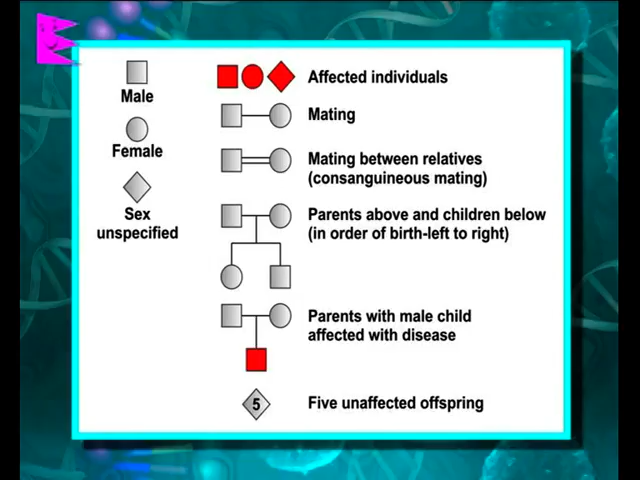 Male
Female
Sex
unspecified
Affected individuals
Mating
Mating between relatives
(consanguineous mating)
Parents above and children below
(in order of birth-left to right)
Parents with male child
affected with disease
5
Five unaffected offspring